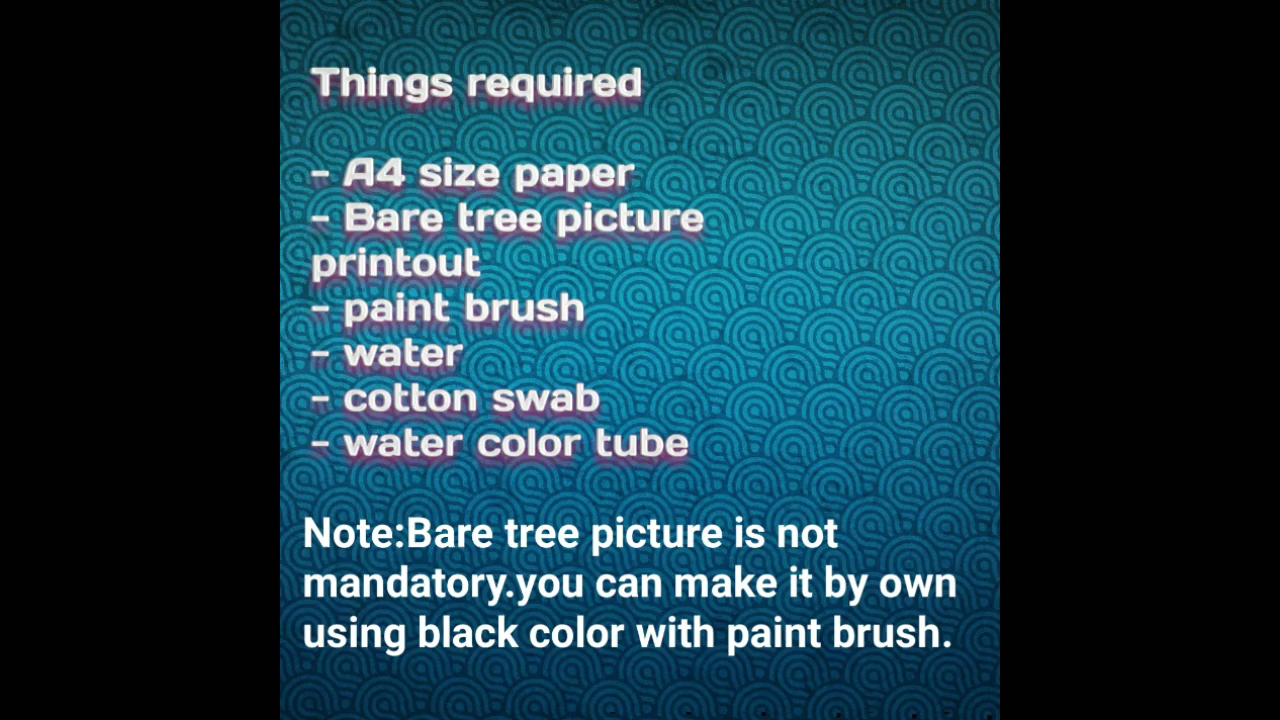 Things required
- A4 size paper
- Bare tree picture
printout
- paint brush
- water
- cotton swab
- water color tube
Note:Bare tree picture is not
mandatory.you can make it by own
using black color with paint brush.